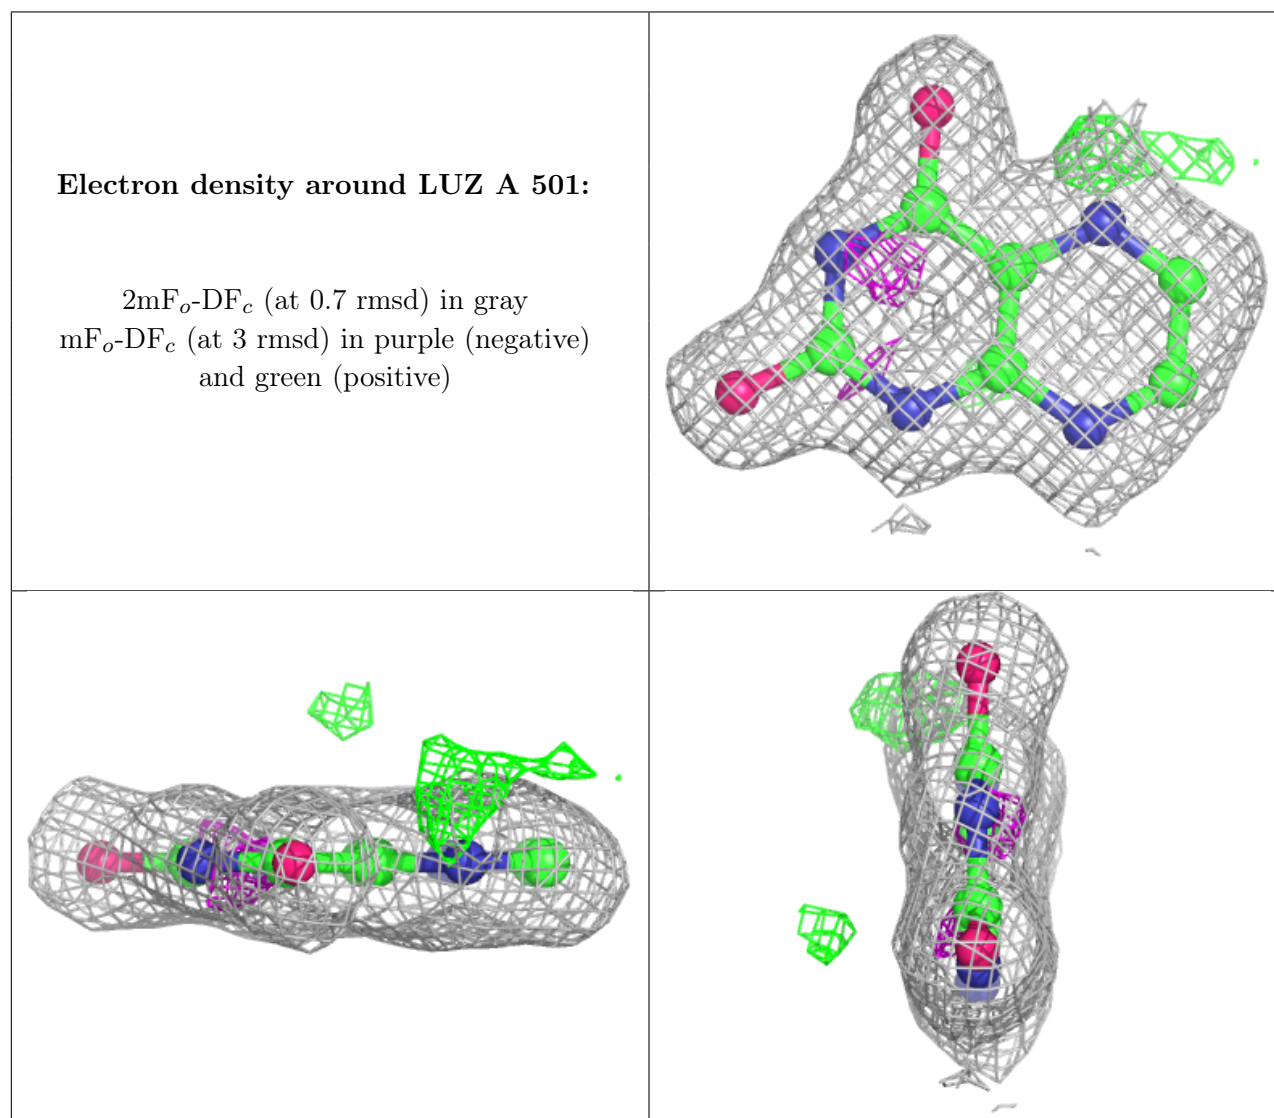 Electron density around LUZ A 501:
2mFo-DFc (at 0.7 rmsd) in gray
mFo-DFc (at 3 rmsd) in purple (negative)
and green (positive)